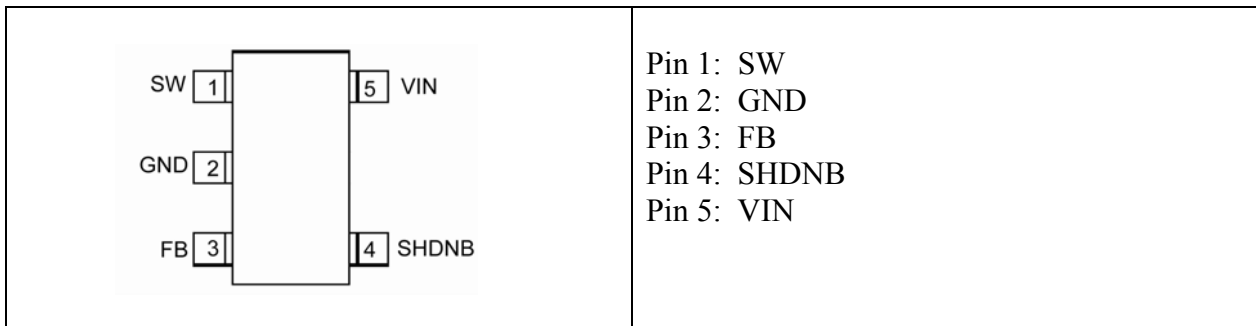 SW 1 5 VIN
GND 2
FB 3 4 SHDNB
Pin 1: SW
Pin 2: GND
Pin 3: FB
Pin 4: SHDNB
Pin 5: VIN